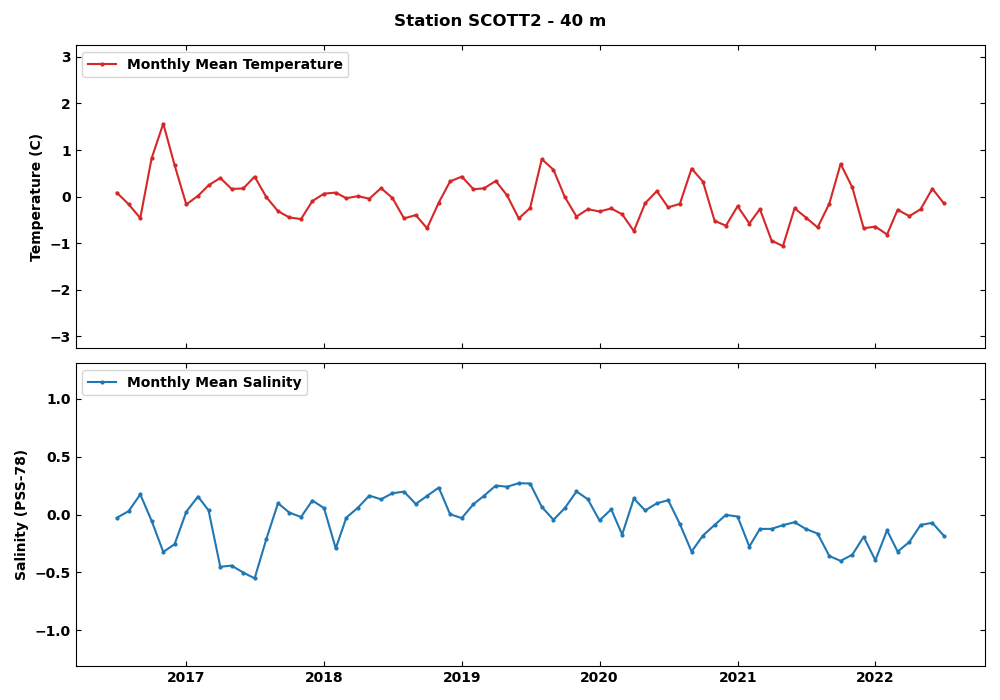 Station SCOTT2 - 40 m
Monthly Mean Temperature
Temperature (C)
3
2
1
0
−1
−2
−3
Monthly Mean Salinity
Salinity (PSS-78)
1.0
0.5
0.0
−0.5
−1.0
2017 2018 2019 2020 2021 2022